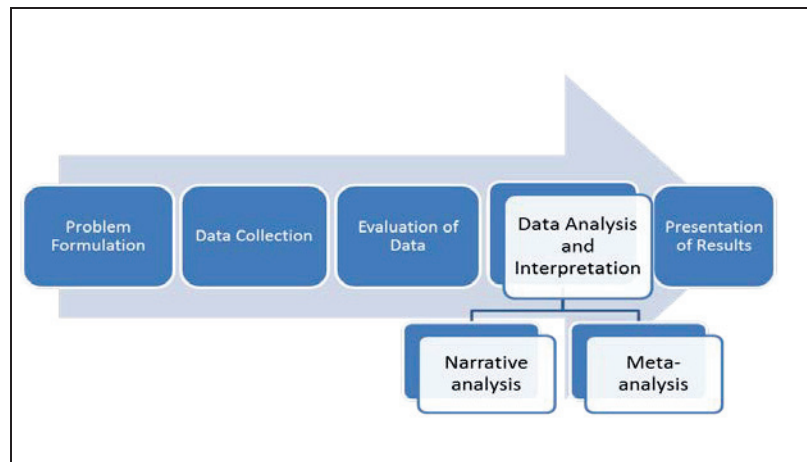 Problem
Formulation
Data Collection
Evaluation of
Data
Data Analysis
and
Interpretation
Presentation
of Results
Narrative
analysis
Meta-
analysis